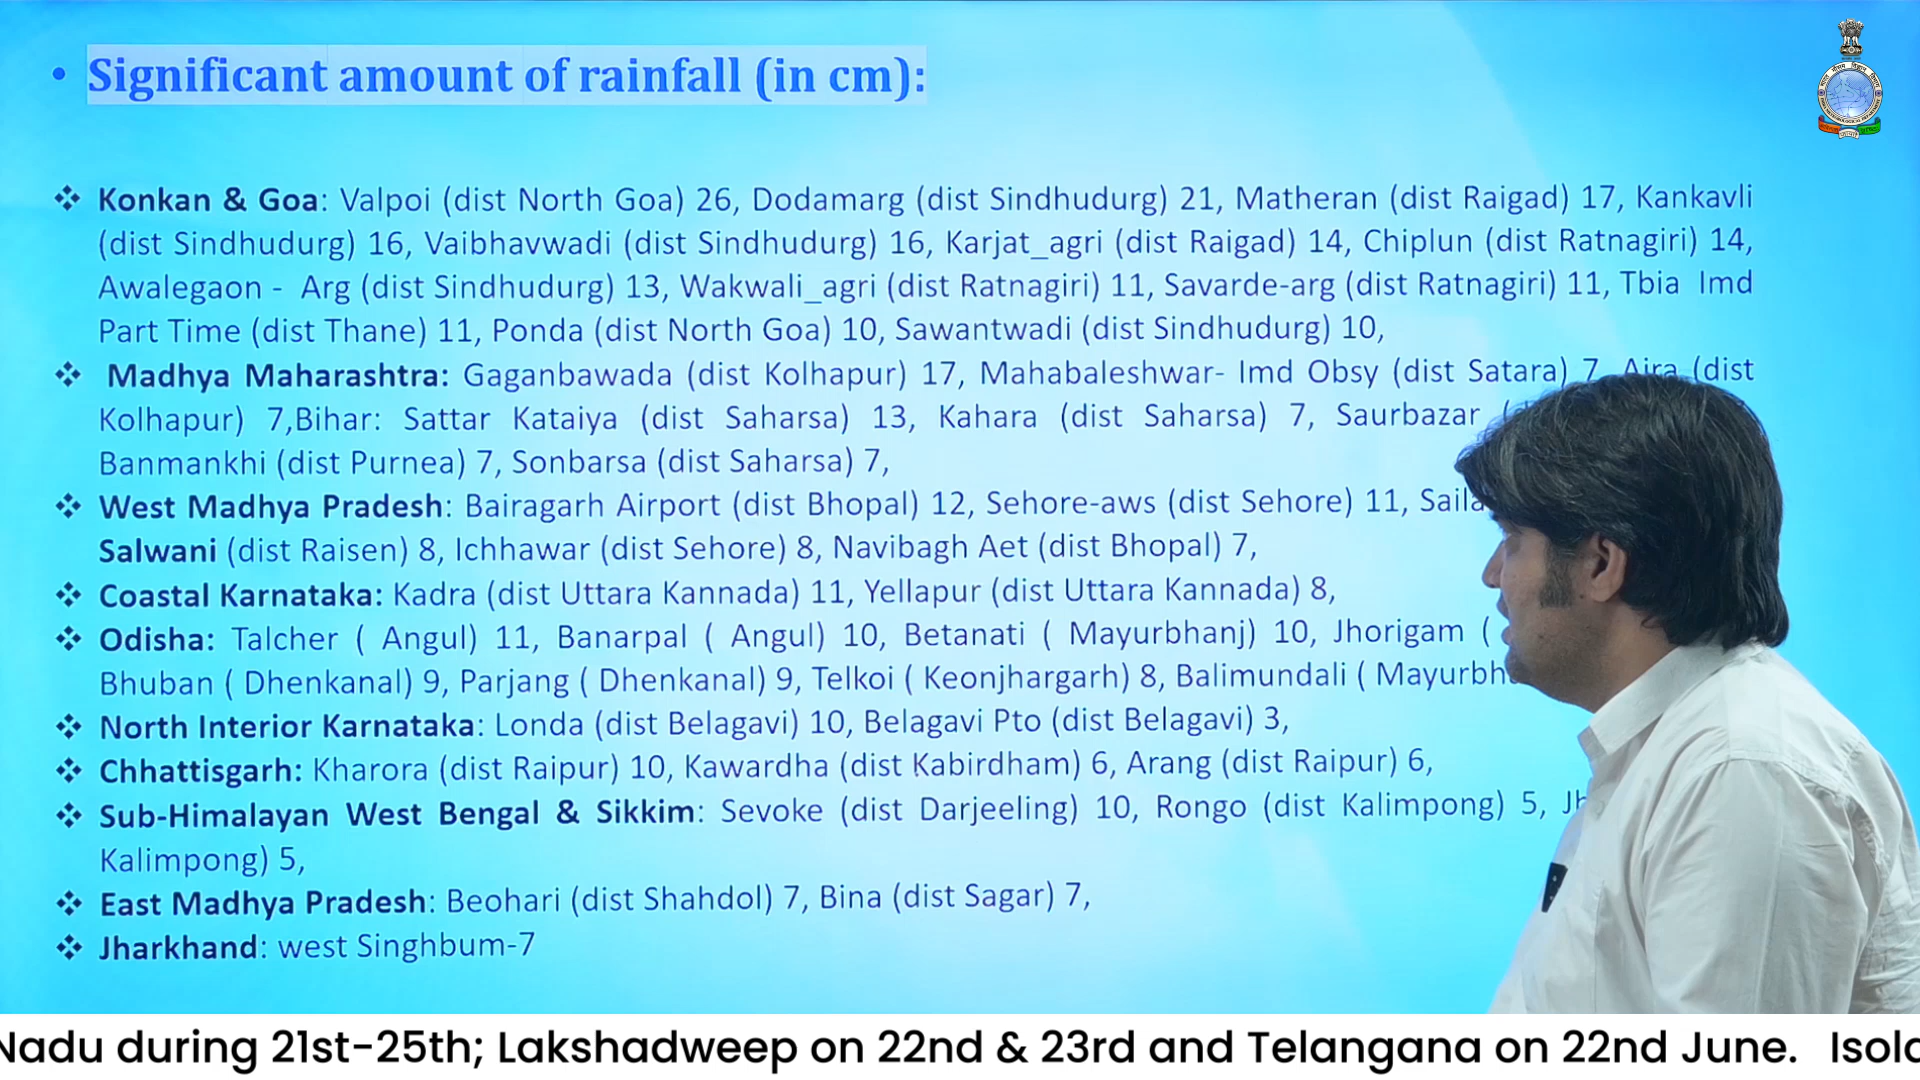 • Significant amount of rainfall (in cm):
❖ Konkan & Goa: Valpoi (dist North Goa) 26, Dodamarg (dist Sindhudurg) 21, Matheran (dist Raigad) 17, Kankavli
(dist Sindhudurg) 16, Vaibhavwadi (dist Sindhudurg) 16, Karjat_agri (dist Raigad) 14, Chiplun (dist Ratnagiri) 14,
Awalegaon - Arg (dist Sindhudurg) 13, Wakwali_agri (dist Ratnagiri) 11, Savarde-arg (dist Ratnagiri) 11, Tbia Imd
Part Time (dist Thane) 11, Ponda (dist North Goa) 10, Sawantwadi (dist Sindhudurg) 10,
❖ Madhya Maharashtra: Gaganbawada (dist Kolhapur) 17, Mahabaleshwar- Imd Obsy (dist Satara) 7, (dist
Kolhapur) 7,Bihar: Sattar Kataiya (dist Saharsa) 13, Kahara (dist Saharsa) 7, Saurbazar
Banmankhi (dist Purnea) 7, Sonbarsa (dist Saharsa) 7,
❖ West Madhya Pradesh: Bairagarh Airport (dist Bhopal) 12, Sehore-aws (dist Sehore) 11,
Salwani (dist Raisen) 8, Ichhawar (dist Sehore) 8, Navibagh Aet (dist Bhopal) 7,
❖ Coastal Karnataka: Kadra (dist Uttara Kannada) 11, Yellapur (dist Uttara Kannada) 8,
❖ Odisha: Talcher ( Angul) 11, Banarpal ( Angul) 10, Betanati ( Mayurbhanj) 10, Jhorigam (
Bhuban ( Dhenkanal) 9, Parjang ( Dhenkanal) 9, Telkoi ( Keonjhargarh) 8, Balimundali (
❖ North Interior Karnataka: Londa (dist Belagavi) 10, Belagavi Pto (dist Belagavi) 3,
❖ Chhattisgarh: Kharora (dist Raipur) 10, Kawardha (dist Kabirdham) 6, Arang (dist Raipur) 6,
❖ Sub-Himalayan West Bengal & Sikkim: Sevoke (dist Darjeeling) 10, Rongo (dist Kalimpong) 5,
Kalimpong) 5,
❖ East Madhya Pradesh: Beohari (dist Shahdol) 7, Bina (dist Sagar) 7,
❖ Jharkhand: west Singhbum-7
Nadu during 21st-25th; Lakshadweep on 22nd & 23rd and Telangana on 22nd June.